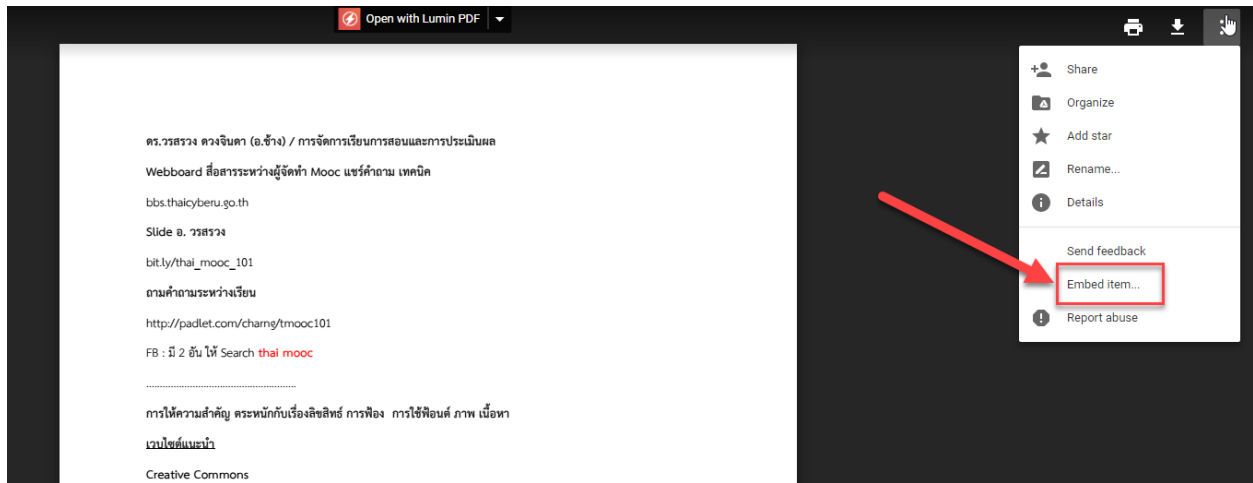 Open with Lumin PDF
Share
Organize
Add star
Rename...
Details
Send feedback
Embed item...
Report abuse
ดร.วรสรวง ดวงจินดา (อ.ช้าง) / การจัดการเรียนการสอนและการประเมินผล
Webboard สื่อสารระหว่างผู้จัดทำ Mooc แชร์คำถาม เทคนิค
bbs.thaicyberu.go.th
Slide อ. วรสรวง
bit.ly/thai_mooc_101
ถามคำถามระหว่างเรียน
http://padlet.com/charng/tmooc101
FB : มี 2 อัน ให้ Search thai mooc
......................................................
การให้ความสำคัญ ตระหนักกับเรื่องลิขสิทธ์ การฟ้อง การใช้ฟ้อนต์ ภาพ เนื้อหา
เวบไซต์แนะนำ
Creative Commons